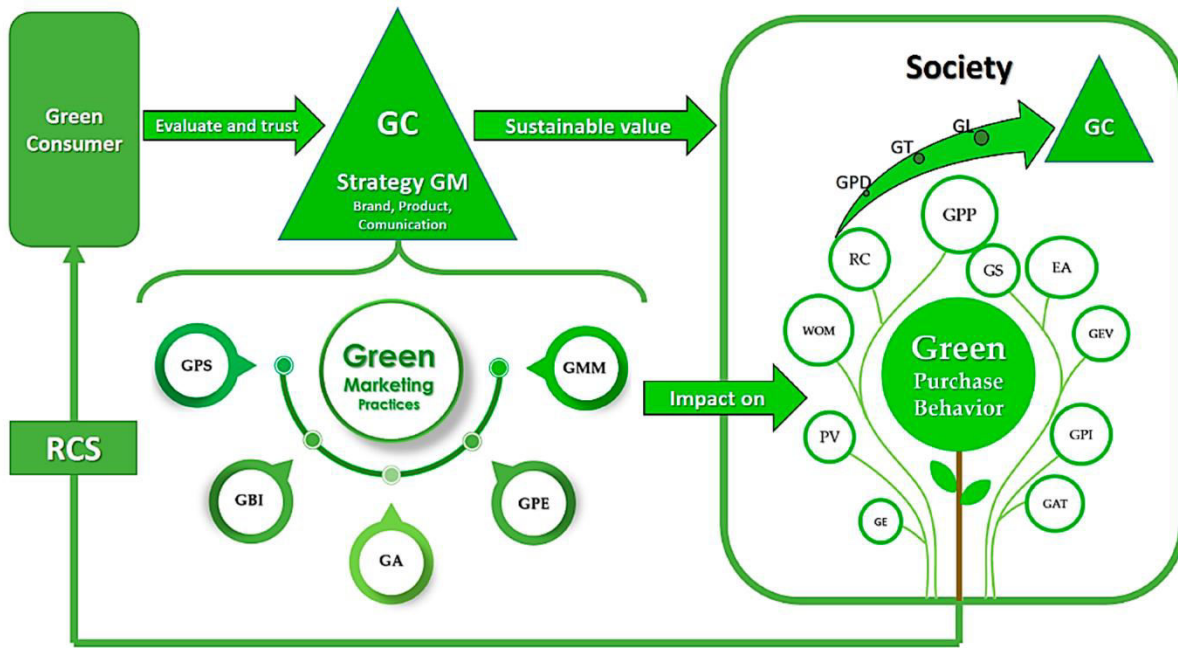 Green
Consumer
Evaluate and trust
GC
Strategy GM
Brand, Product,
Comunication
Sustainable value
Society
GC
GL
GT
GPD
GPP
RC
GS
EA
WOM
GEV
Green
Purchase
Behavior
PV
GPI
GE
GAT
Impact on
GPS
Green
Marketing
Practices
GMM
GBI
GPE
GA
RCS